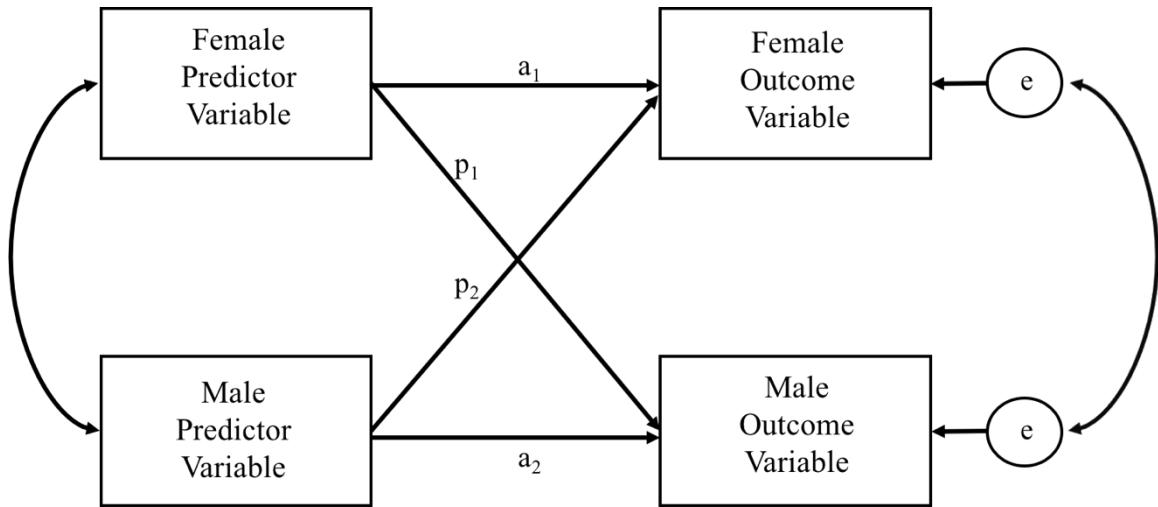 Female
Predictor
Variable
a₁
Female
Outcome
Variable
e
p₁
p₂
Male
Predictor
Variable
a₂
Male
Outcome
Variable
e